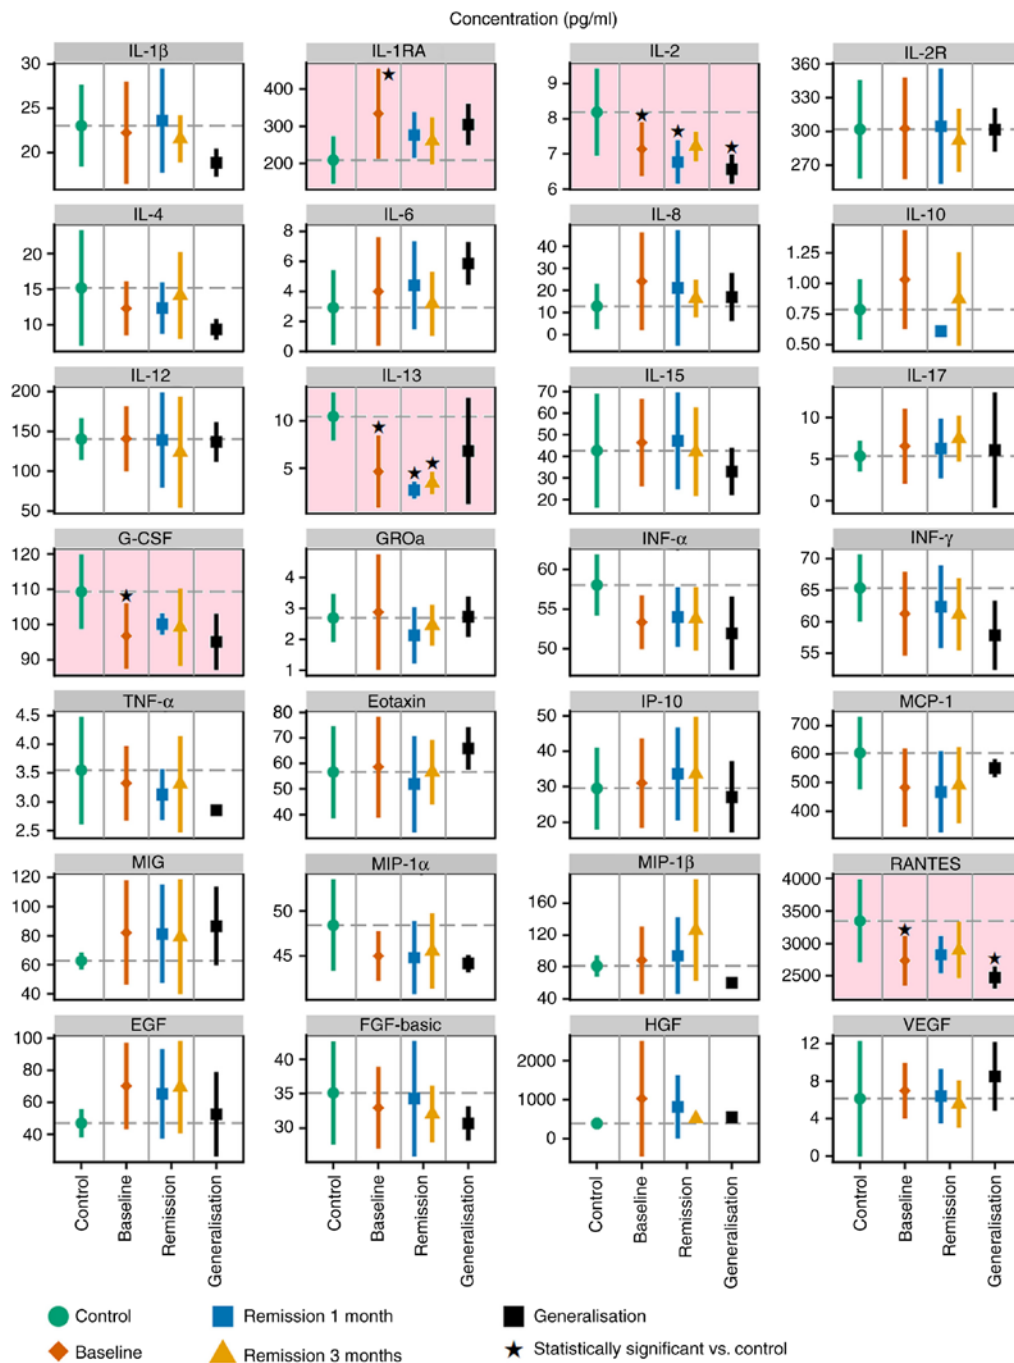 Concentration (pg/ml)
IL-1β IL-1RA IL-2 IL-2R
30 25 20
400 300 200
9 8 7 6
360 330 300 270
IL-4 IL-6 IL-8 IL-10
20 15 10
8 6 4 2 0
40 30 20 10 0
1.25 1.00 0.75 0.50
IL-12 IL-13 IL-15 IL-17
200 150 100 50
10 5
70 60 50 40 30 20
10 5 0
G-CSF GROa INF-α INF-γ
120 110 100 90
4 3 2 1
60 55 50
70 65 60 55
TNF-α Eotaxin IP-10 MCP-1
4.5 4.0 3.5 3.0 2.5
80 70 60 50 40
50 40 30 20
700 600 500 400
MIG MIP-1α MIP-1β RANTES
120 100 80 60 40
50 45
160 120 80 40
4000 3500 3000 2500
EGF FGF-basic HGF VEGF
100 80 60 40
40 35 30
2000 1000 0
12 8 4 0
Control Baseline Remission Generalisation
Control Baseline Remission Generalisation
Control Baseline Remission Generalisation
Control Baseline Remission Generalisation
Control Remission 1 month Generalisation
Baseline Remission 3 months Statistically significant vs. control